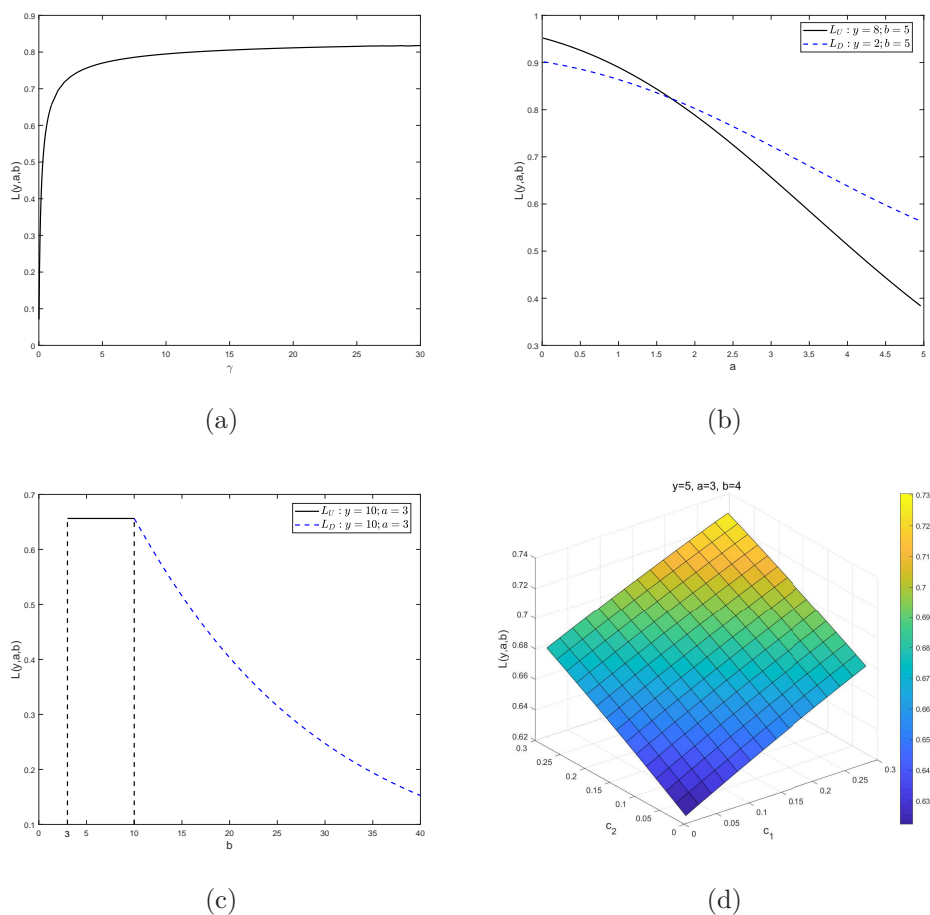 0.9
0.8
0.7
0.6
0.5
0.4
0.3
0.2
0.1
0
L(y,a,b)
0 5 10 15 20 25 30
γ
(a)
1
0.9
0.8
0.7
0.6
0.5
0.4
0.3
L(y,a,b)
L_U : y = 8; b = 5
L_D : y = 2; b = 5
0 0.5 1 1.5 2 2.5 3 3.5 4 4.5 5
a
(b)
0.7
0.6
0.5
0.4
0.3
0.2
0.1
L(y,a,b)
L_U : y = 10; a = 3
L_D : y = 10; a = 3
0 3 5 10 15 20 25 30 35 40
b
(c)
y=5, a=3, b=4
0.74
0.72
0.7
0.68
0.66
0.64
0.62
L(y,a,b)
0.3 0.25 0.2 0.15 0.1 0.05 0
c_2
0 0.05 0.1 0.15 0.2 0.25 0.3
c_1
0.73
0.72
0.71
0.7
0.69
0.68
0.67
0.66
0.65
0.64
0.63
(d)